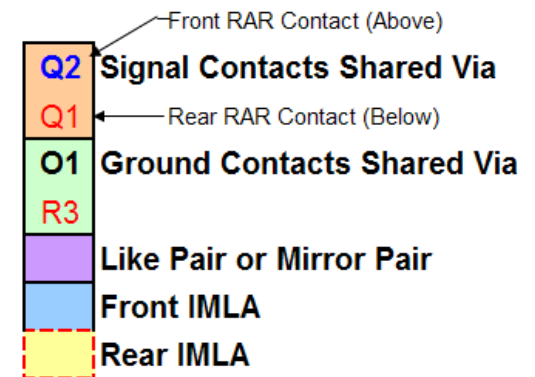 Front RAR Contact (Above)
Q2 Signal Contacts Shared Via
Q1 Rear RAR Contact (Below)
O1 Ground Contacts Shared Via
R3
Like Pair or Mirror Pair
Front IMLA
Rear IMLA